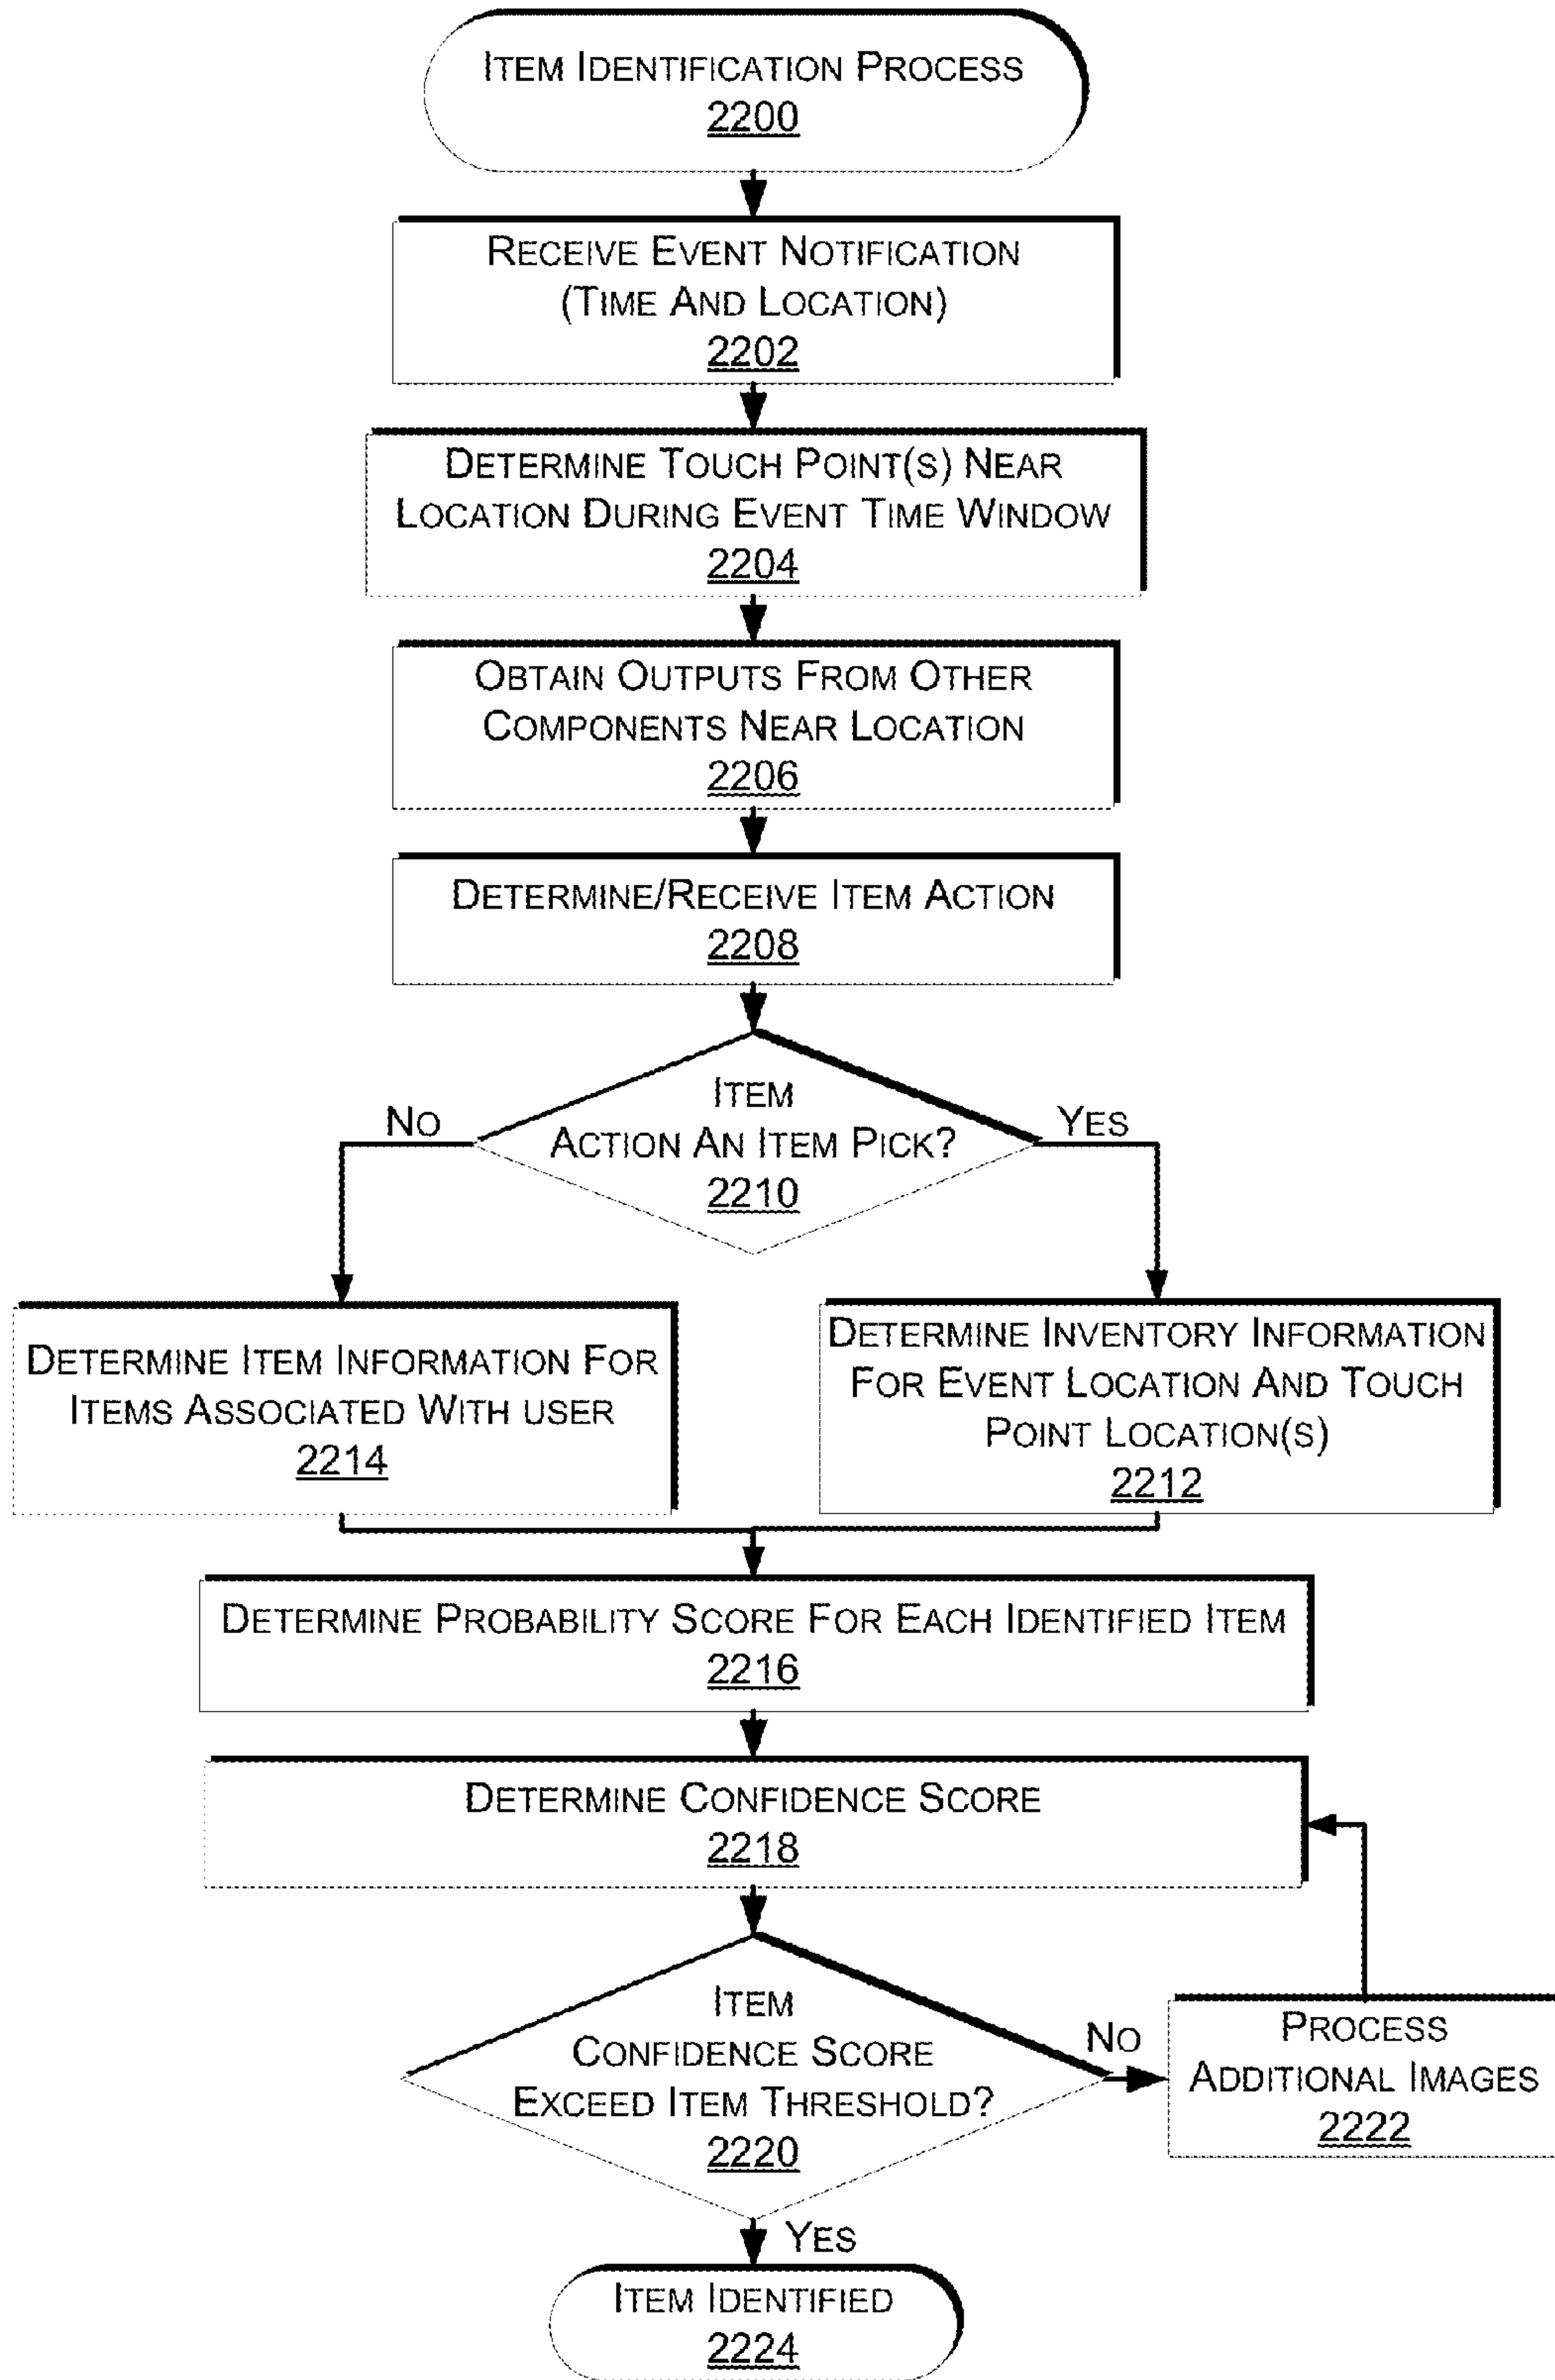 ITEM IDENTIFICATION PROCESS
2200
RECEIVE EVENT NOTIFICATION
(TIME AND LOCATION)
2202
DETERMINE TOUCH POINT(S) NEAR
LOCATION DURING EVENT TIME WINDOW
2204
OBTAIN OUTPUTS FROM OTHER
COMPONENTS NEAR LOCATION
2206
DETERMINE/RECEIVE ITEM ACTION
2208
ITEM
ACTION AN ITEM PICK?
2210
NO
YES
DETERMINE ITEM INFORMATION FOR
ITEMS ASSOCIATED WITH USER
2214
DETERMINE INVENTORY INFORMATION
FOR EVENT LOCATION AND TOUCH
POINT LOCATION(S)
2212
DETERMINE PROBABILITY SCORE FOR EACH IDENTIFIED ITEM
2216
DETERMINE CONFIDENCE SCORE
2218
ITEM
CONFIDENCE SCORE
EXCEED ITEM THRESHOLD?
2220
NO
PROCESS
ADDITIONAL IMAGES
2222
YES
ITEM IDENTIFIED
2224